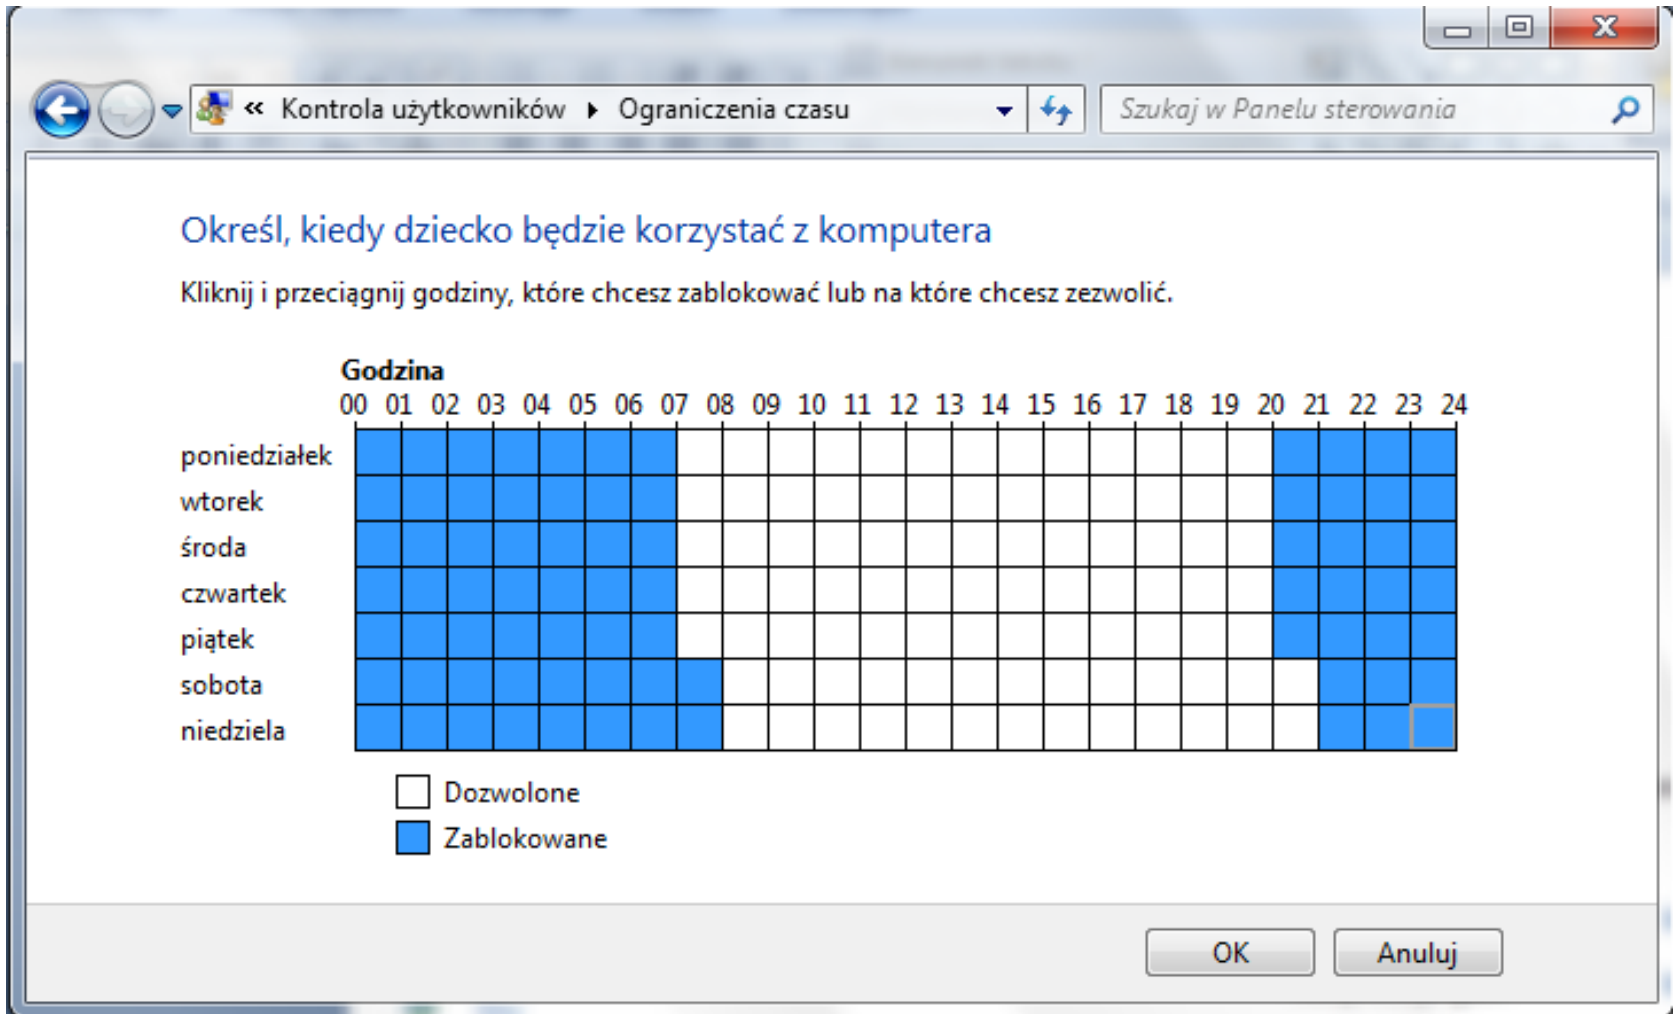 « Kontrola użytkowników ▸ Ograniczenia czasu
Szukaj w Panelu sterowania
Określ, kiedy dziecko będzie korzystać z komputera
Kliknij i przeciągnij godziny, które chcesz zablokować lub na które chcesz zezwolić.
Godzina
00 01 02 03 04 05 06 07 08 09 10 11 12 13 14 15 16 17 18 19 20 21 22 23 24
poniedziałek
wtorek
środa
czwartek
piątek
sobota
niedziela
Dozwolone
Zablokowane
OK Anuluj